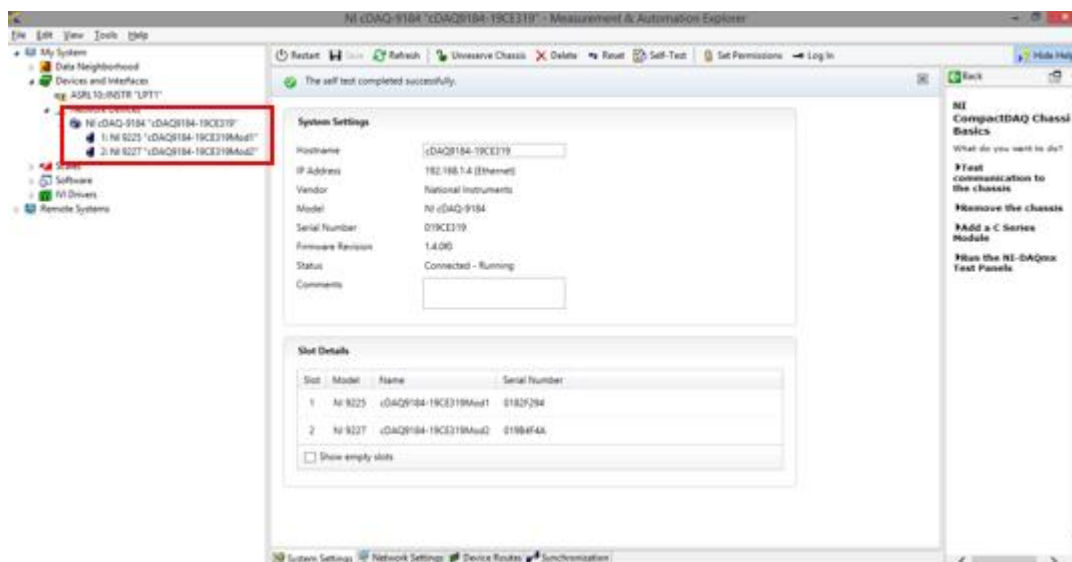 NI cDAQ-9184 "cDAQ9184-19CE319" - Measurement & Automation Explorer
File Edit View Tools Help
My System
Data Neighborhood
Devices and Interfaces
ASRL10::INSTR "LPT1"
Network Devices
NI cDAQ-9184 "cDAQ9184-19CE319"
1: NI 9225 "cDAQ9184-19CE319Mod1"
2: NI 9227 "cDAQ9184-19CE319Mod2"
Scales
Software
IVI Drivers
Remote Systems
Restart Save Refresh Unreserve Chassis Delete Reset Self-Test Set Permissions Log In Hide Help
The self test completed successfully.
System Settings
Hostname cDAQ9184-19CE319
IP Address 192.168.1.4 (Ethernet)
Vendor National Instruments
Model NI cDAQ-9184
Serial Number 019CE319
Firmware Revision 1.4.0f0
Status Connected - Running
Comments
Slot Details
Slot Model Name Serial Number
1 NI 9225 cDAQ9184-19CE319Mod1 0182F294
2 NI 9227 cDAQ9184-19CE319Mod2 019B4F4A
Show empty slots
System Settings Network Settings Device Routes Synchronization
Back
NI
CompactDAQ Chassi
Basics
What do you want to do?
Test
communication to
the chassis
Remove the chassis
Add a C Series
Module
Run the NI-DAQmx
Test Panels